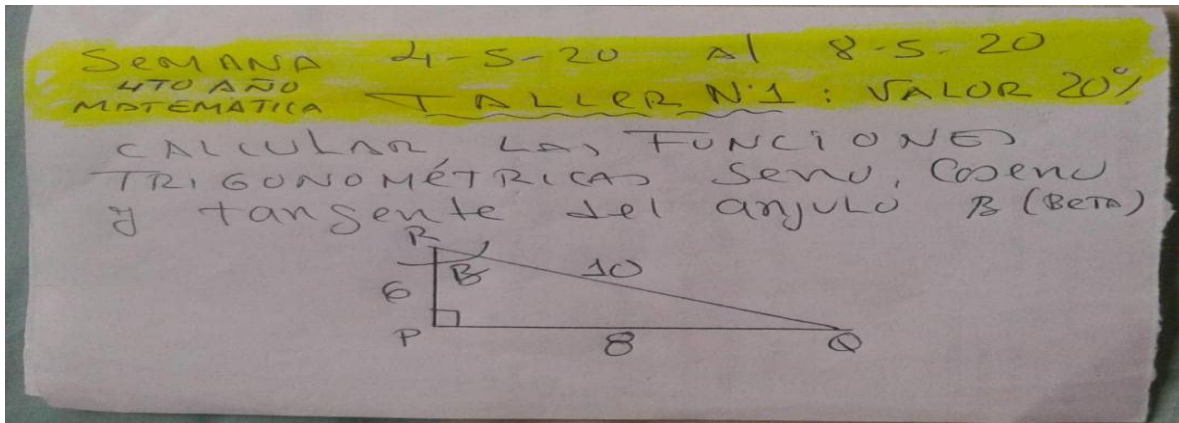 SEMANA 4-5-20 Al 8-5-20
4TO AÑO
MATEMATICA TALLER N°1: VALOR 20%
CALCULAR LAS FUNCIONES
TRIGONOMÉTRICAS Seno, Coseno
y tangente del angulo B (BETA)
R
B 10
6
P 8 Q